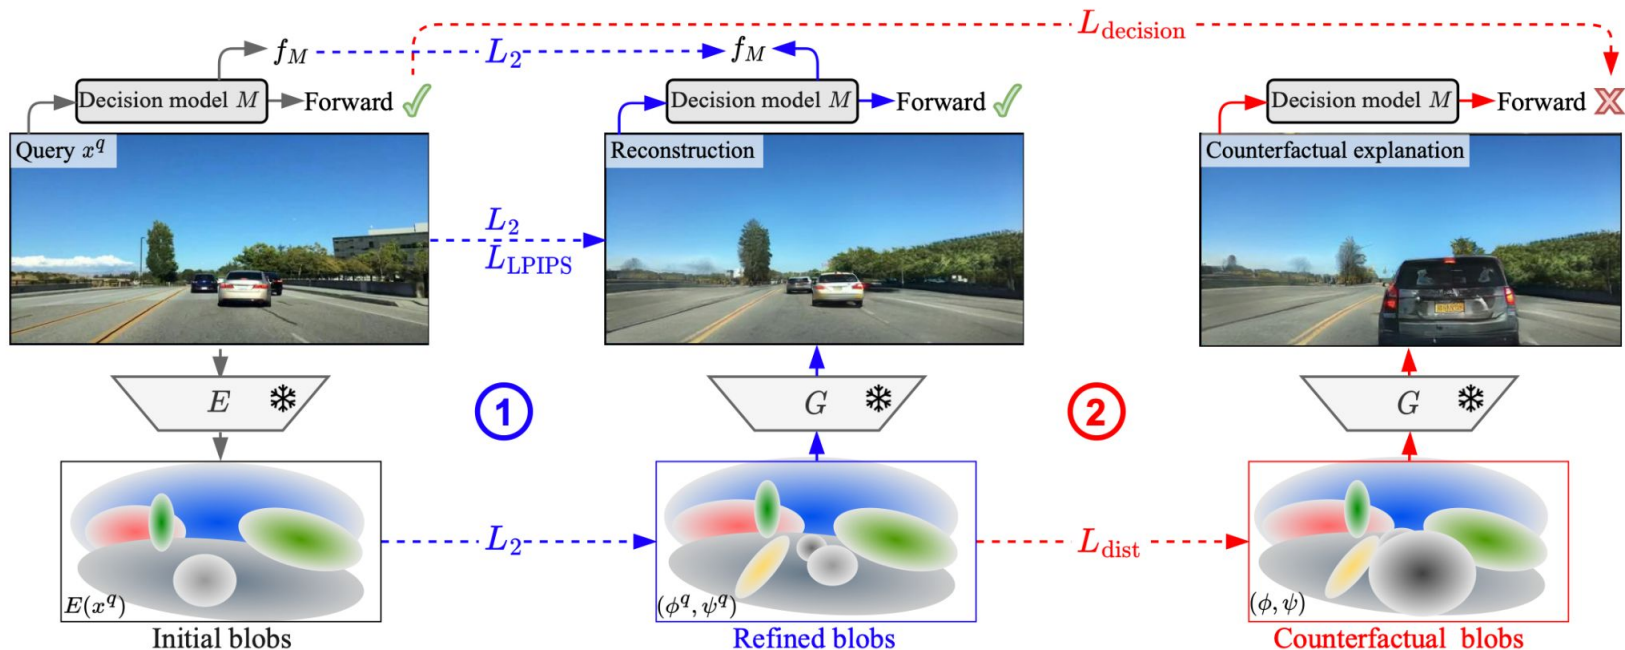 f_M
L_2
f_M
L_decision
Decision model M
Forward
Decision model M
Forward
Decision model M
Forward
Query x^q
Reconstruction
Counterfactual explanation
L_2
L_LPIPS
E
1
G
2
G
L_2
L_dist
E(x^q)
(ϕ^q, ψ^q)
(ϕ, ψ)
Initial blobs
Refined blobs
Counterfactual blobs